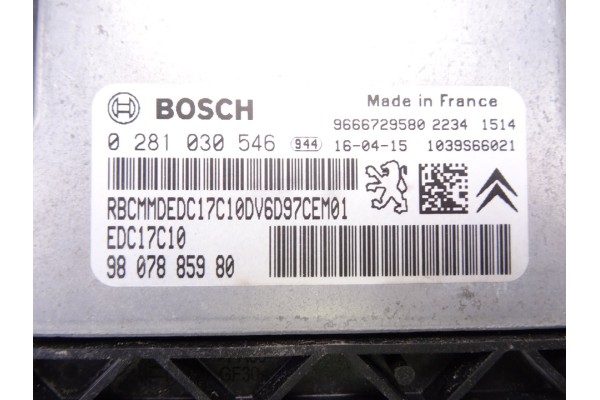 BOSCH
Made in France
9666729580 2234 1514
0 281 030 546 944 16-04-15 1039S66021
RBCMMDEDC17C10DV6D97CEM01
EDC17C10
98 078 859 80